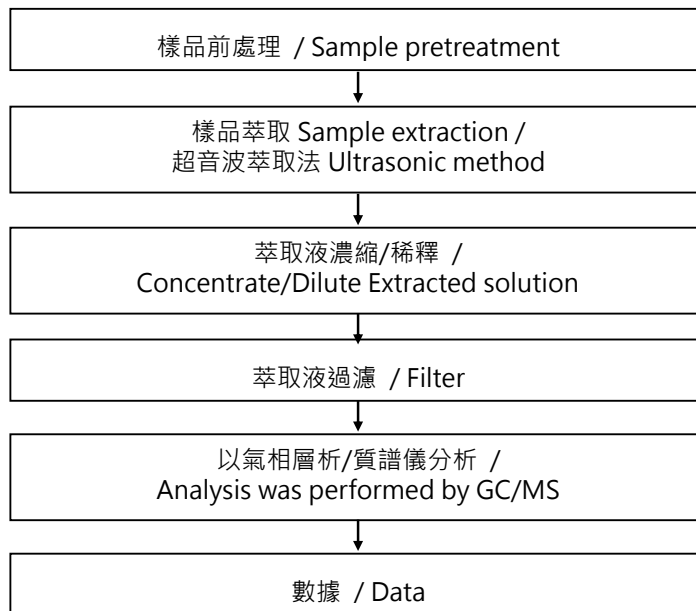 樣品前處理 / Sample pretreatment
樣品萃取 Sample extraction /
超音波萃取法 Ultrasonic method
萃取液濃縮/稀釋 /
Concentrate/Dilute Extracted solution
萃取液過濾 / Filter
以氣相層析/質譜儀分析 /
Analysis was performed by GC/MS
數據 / Data